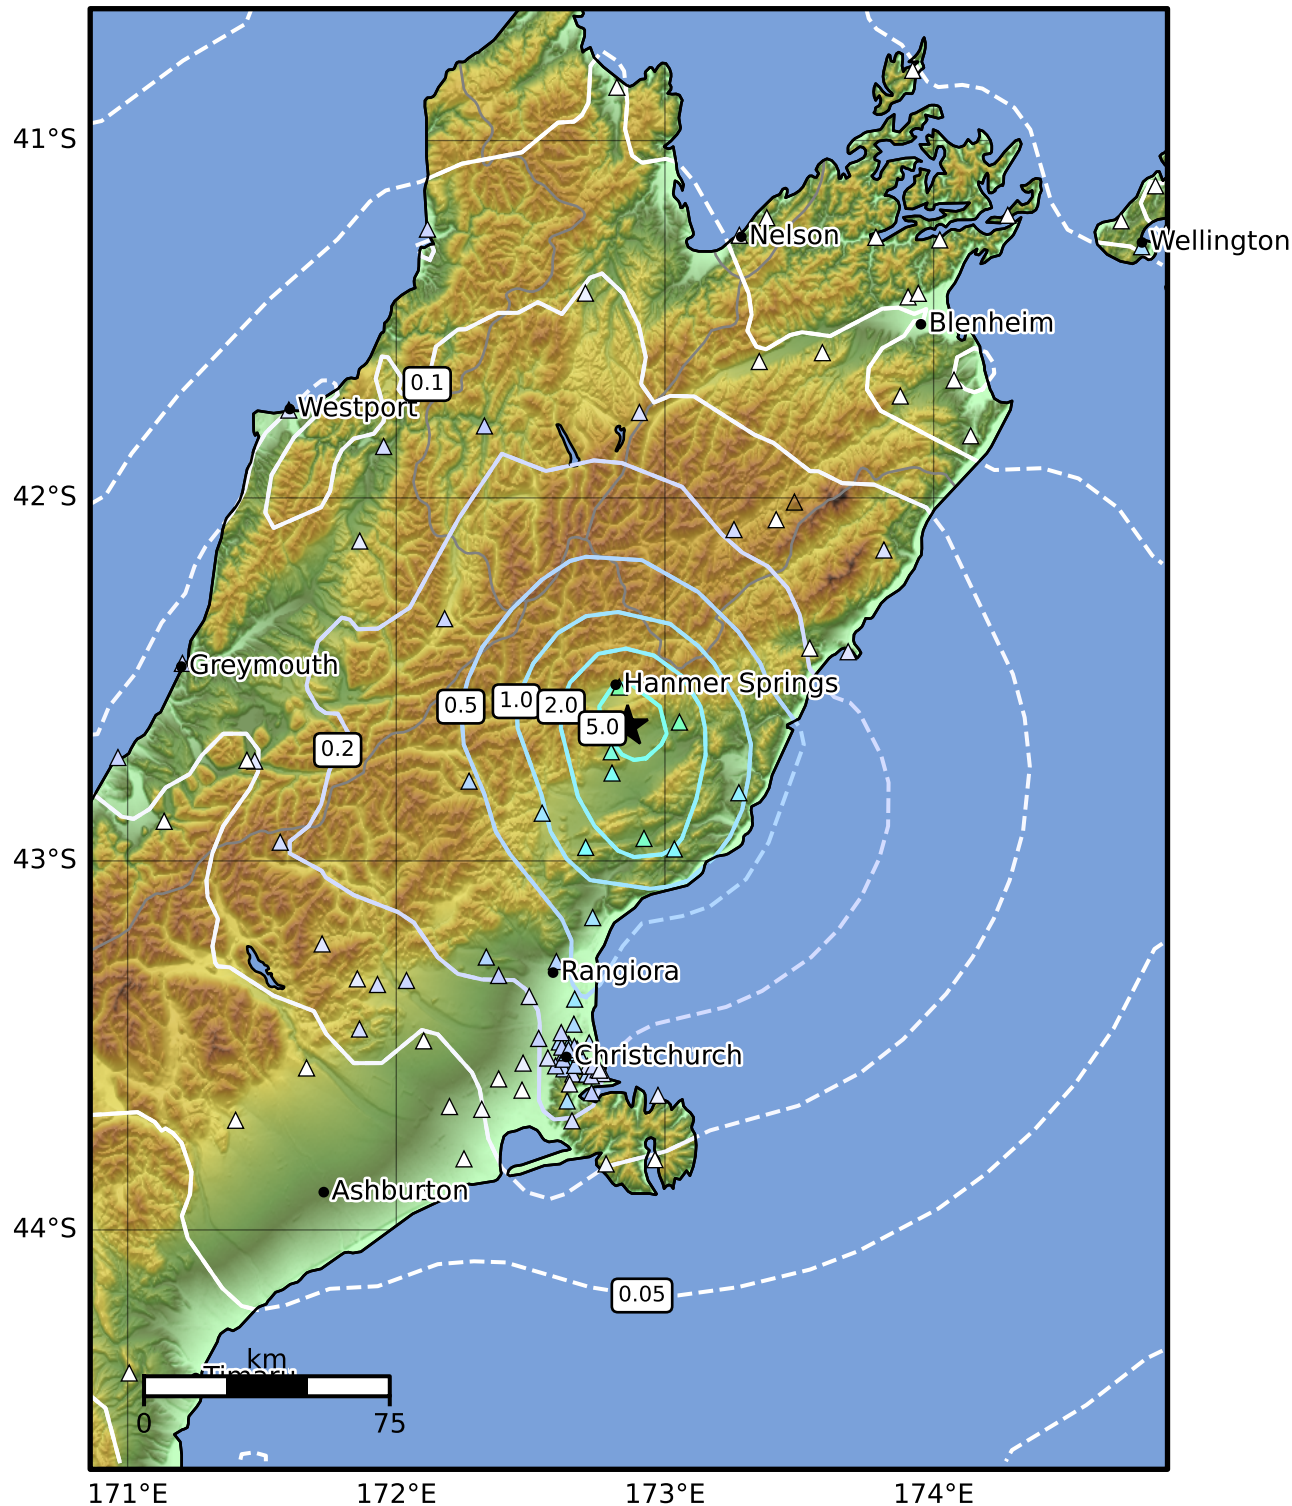 41°S
Nelson
Wellington
Blenheim
0.1
Westport
42°S
Greymouth
Hanmer Springs
0.5
1.0
2.0
5.0
0.2
43°S
Rangiora
Christchurch
Ashburton
44°S
0.05
km
Timaru
0
75
171°E
172°E
173°E
174°E